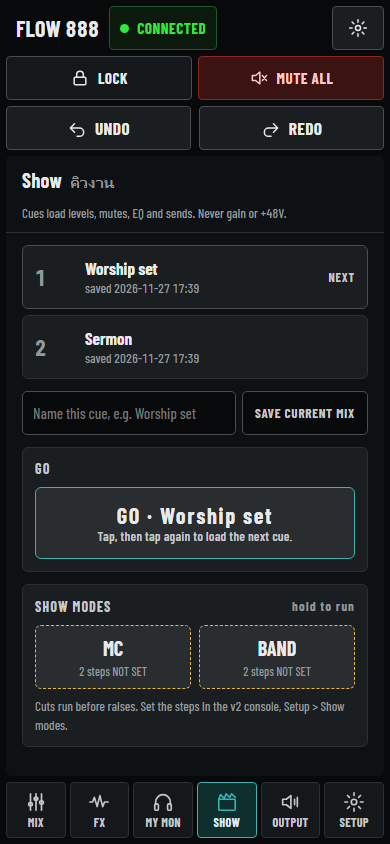 FLOW 888
CONNECTED
LOCK
MUTE ALL
UNDO
REDO
Show คิวงาน
Cues load levels, mutes, EQ and sends. Never gain or +48V.
1
Worship set
saved 2026-11-27 17:39
NEXT
2
Sermon
saved 2026-11-27 17:39
Name this cue, e.g. Worship set
SAVE CURRENT MIX
GO
GO · Worship set
Tap, then tap again to load the next cue.
SHOW MODES
hold to run
MC
2 steps NOT SET
BAND
2 steps NOT SET
Cuts run before raises. Set the steps in the v2 console, Setup > Show
modes.
MIX
FX
MY MON
SHOW
OUTPUT
SETUP